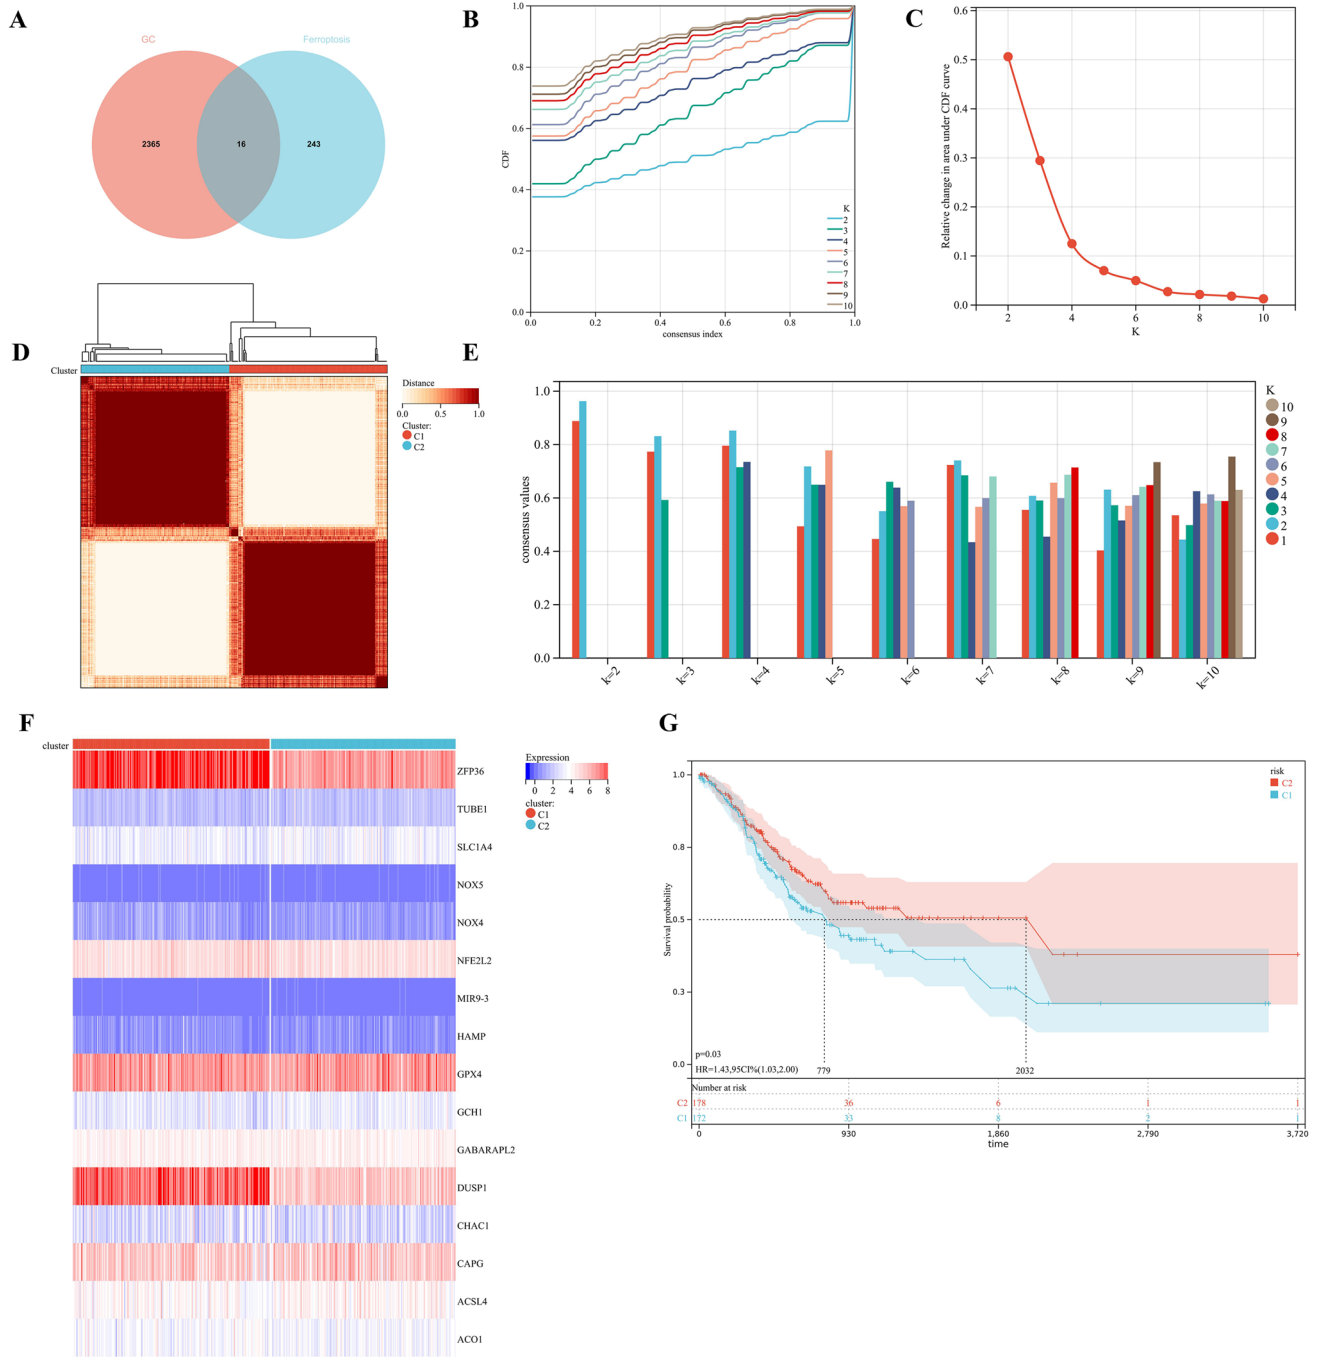 A
GC
Ferroptosis
2365
16
243
B
1.0
0.8
0.6
0.4
0.2
0.0
CDF
0.0
0.2
0.4
0.6
0.8
1.0
consensus index
K
2
3
4
5
6
7
8
9
10
C
0.6
0.5
0.4
0.3
0.2
0.1
0.0
Relative change in area under CDF curve
2
4
6
8
10
K
D
Cluster
Distance
0.0
0.5
1.0
Cluster:
C1
C2
E
1.0
0.8
0.6
0.4
0.2
0.0
consensus values
k=2
k=3
k=4
k=5
k=6
k=7
k=8
k=9
k=10
K
10
9
8
7
6
5
4
3
2
1
F
cluster
ZFP36
TUBE1
SLC1A4
NOX5
NOX4
NFE2L2
MIR9-3
HAMP
GPX4
GCH1
GABARAPL2
DUSP1
CHAC1
CAPG
ACSL4
ACO1
Expression
0 2 4 6 8
cluster:
C1
C2
G
1.0
0.8
0.5
0.3
0.0
Survival probability
risk
C2
C1
p=0.03
HR=1.43,95CI%(1.03,2.00)
779
2032
Number at risk
C2 178 36 6 1 1
C1 172 33 8 2 1
0 930 1,860 2,790 3,720
time